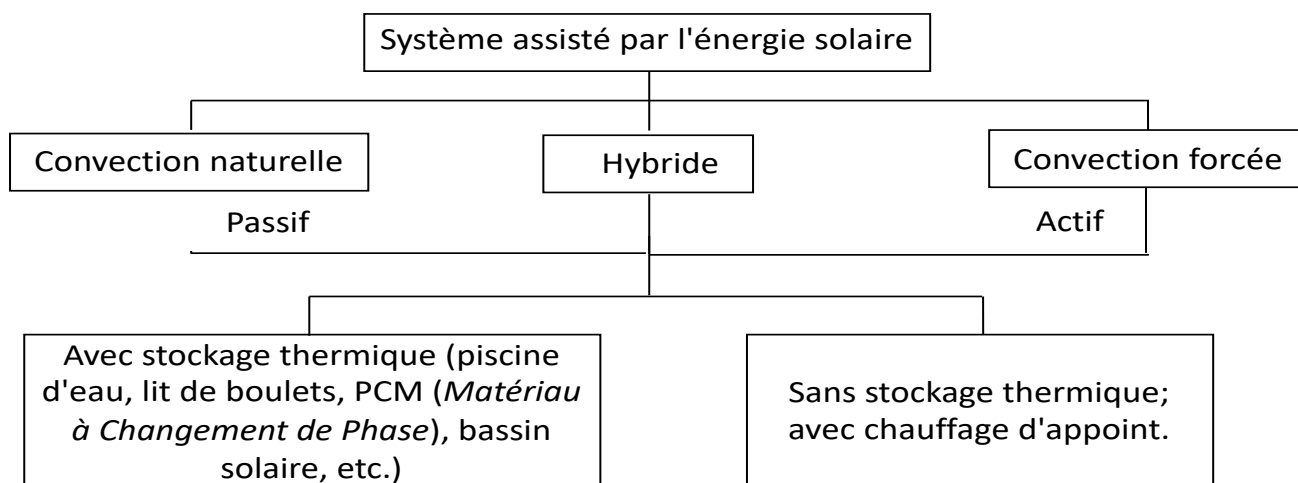 Système assisté par l'énergie solaire
Convection naturelle
Hybride
Convection forcée
Passif
Actif
Avec stockage thermique (piscine
d'eau, lit de boulets, PCM (Matériau
à Changement de Phase), bassin
solaire, etc.)
Sans stockage thermique;
avec chauffage d'appoint.